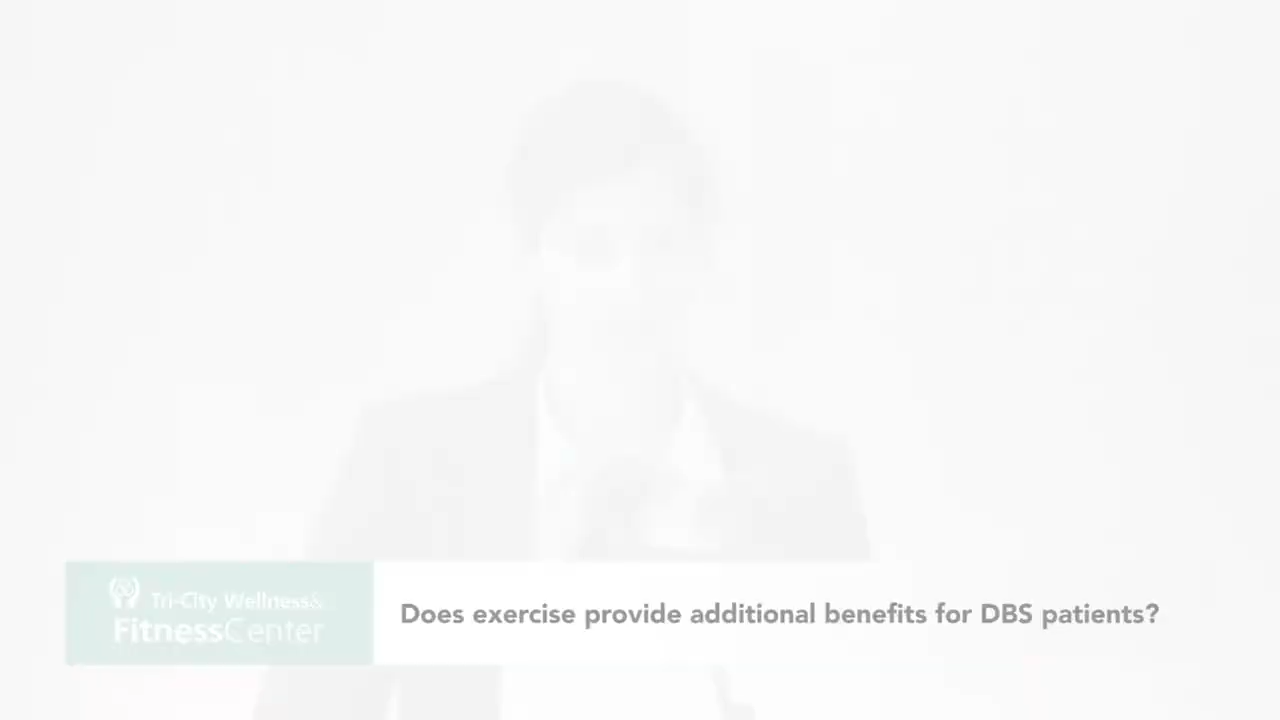 Tri-City Wellness&
FitnessCenter
Does exercise provide additional benefits for DBS patients?